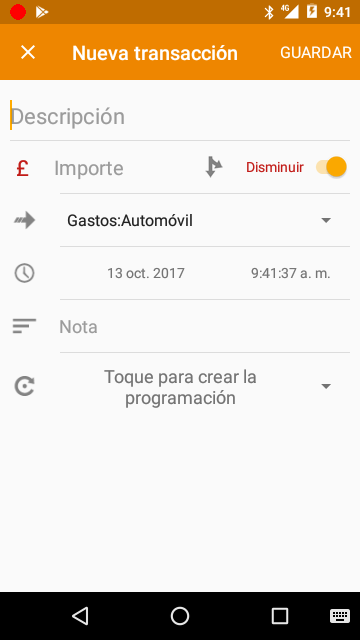 4G 9:41
Nueva transacción GUARDAR
Descripción
£ Importe Disminuir
Gastos:Automóvil
13 oct. 2017 9:41:37 a. m.
Nota
Toque para crear la
programación